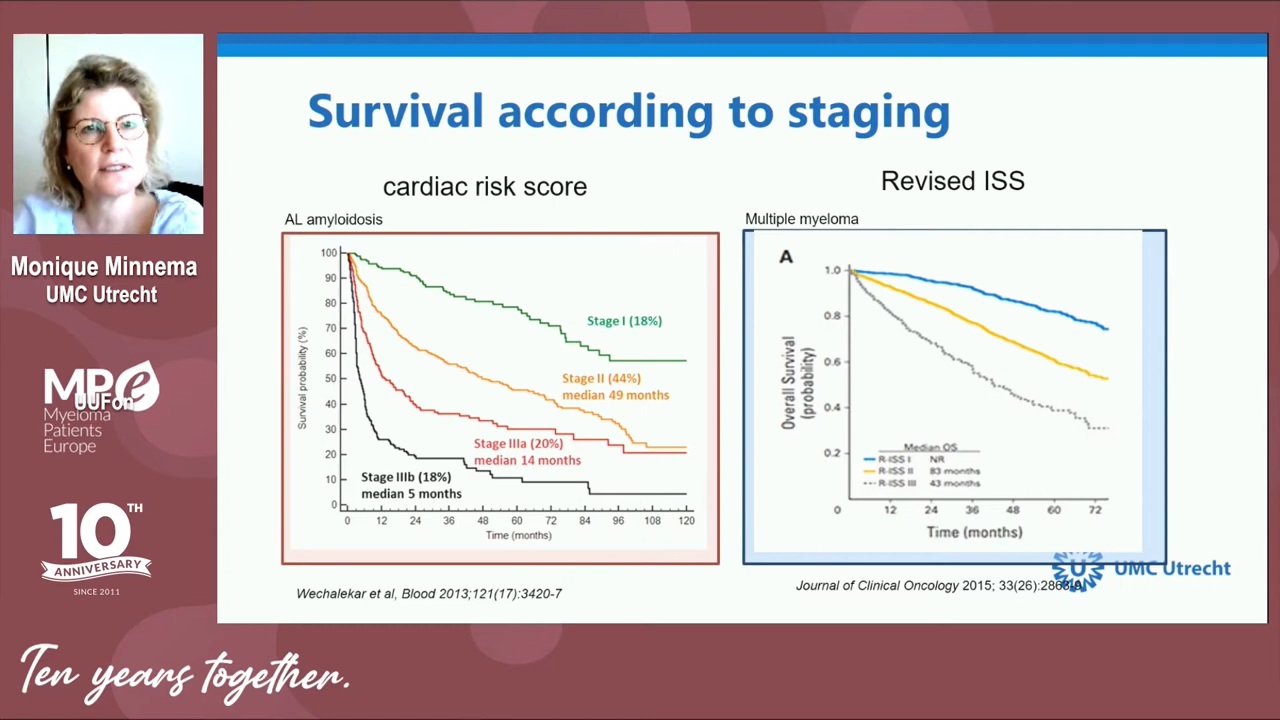 Survival according to staging
cardiac risk score
Revised ISS
AL amyloidosis
Multiple myeloma
100
90
80
70
60
50
40
30
20
10
0
Survival probability (%)
Stage I (18%)
Stage II (44%)
median 49 months
Stage IIIa (20%)
median 14 months
Stage IIIb (18%)
median 5 months
0 12 24 36 48 60 72 84 96 108 120
Time (months)
A
1.0
0.8
0.6
0.4
0.2
Overall Survival
(probability)
Median OS
R-ISS I NR
R-ISS II 83 months
R-ISS III 43 months
0 12 24 36 48 60 72
Time (months)
Wechalekar et al, Blood 2013;121(17):3420-7
Journal of Clinical Oncology 2015; 33(26):286
U
UMC Utrecht
Monique Minnema
UMC Utrecht
MPe
UUFon
Myeloma
Patients
Europe
10TH
ANNIVERSARY
SINCE 2011
Ten years together.